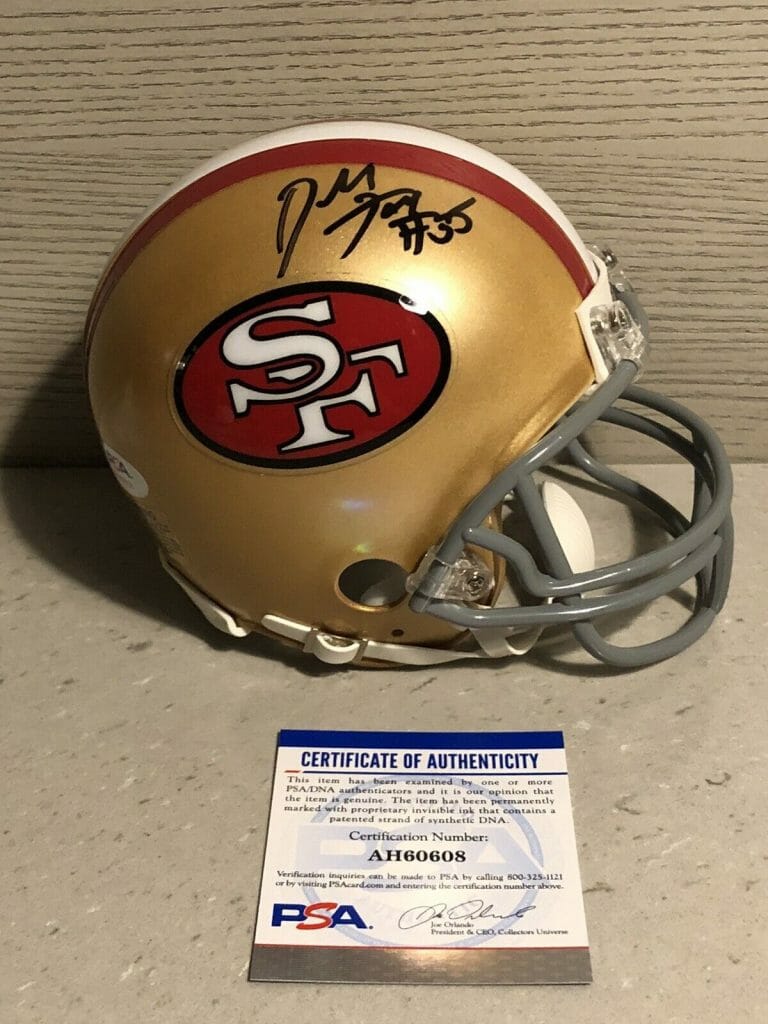 #35
SF
PSA
CERTIFICATE OF AUTHENTICITY
This item has been examined by one or more
PSA/DNA authenticators and it is our opinion that
the item is genuine. The item has been permanently
marked with proprietary invisible ink that contains a
patented strand of synthetic DNA.
Certification Number:
AH60608
Verification inquiries can be made to PSA by calling 800-325-1121
or by visiting PSAcard.com and entering the certification number above.
PSA.
Joe Orlando
President & CEO, Collectors Universe